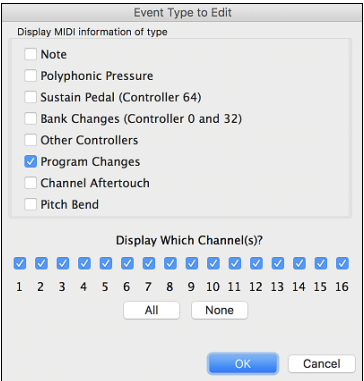 Event Type to Edit
Display MIDI information of type
Note
Polyphonic Pressure
Sustain Pedal (Controller 64)
Bank Changes (Controller 0 and 32)
Other Controllers
Program Changes
Channel Aftertouch
Pitch Bend
Display Which Channel(s)?
1 2 3 4 5 6 7 8 9 10 11 12 13 14 15 16
All None
OK Cancel